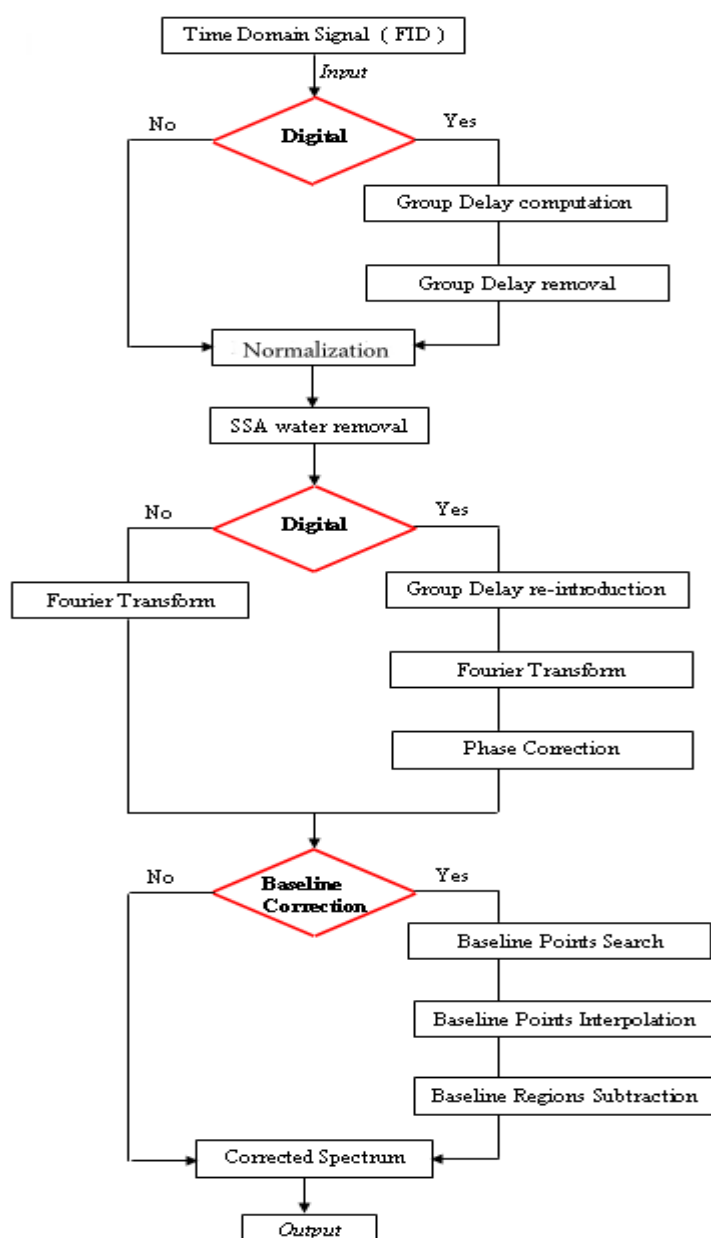 Time Domain Signal ( FID )
Input
No
Digital
Yes
Group Delay computation
Group Delay removal
Normalization
SSA water removal
No
Digital
Yes
Fourier Transform
Group Delay re-introduction
Fourier Transform
Phase Correction
No
Baseline
Correction
Yes
Baseline Points Search
Baseline Points Interpolation
Baseline Regions Subtraction
Corrected Spectrum
Output